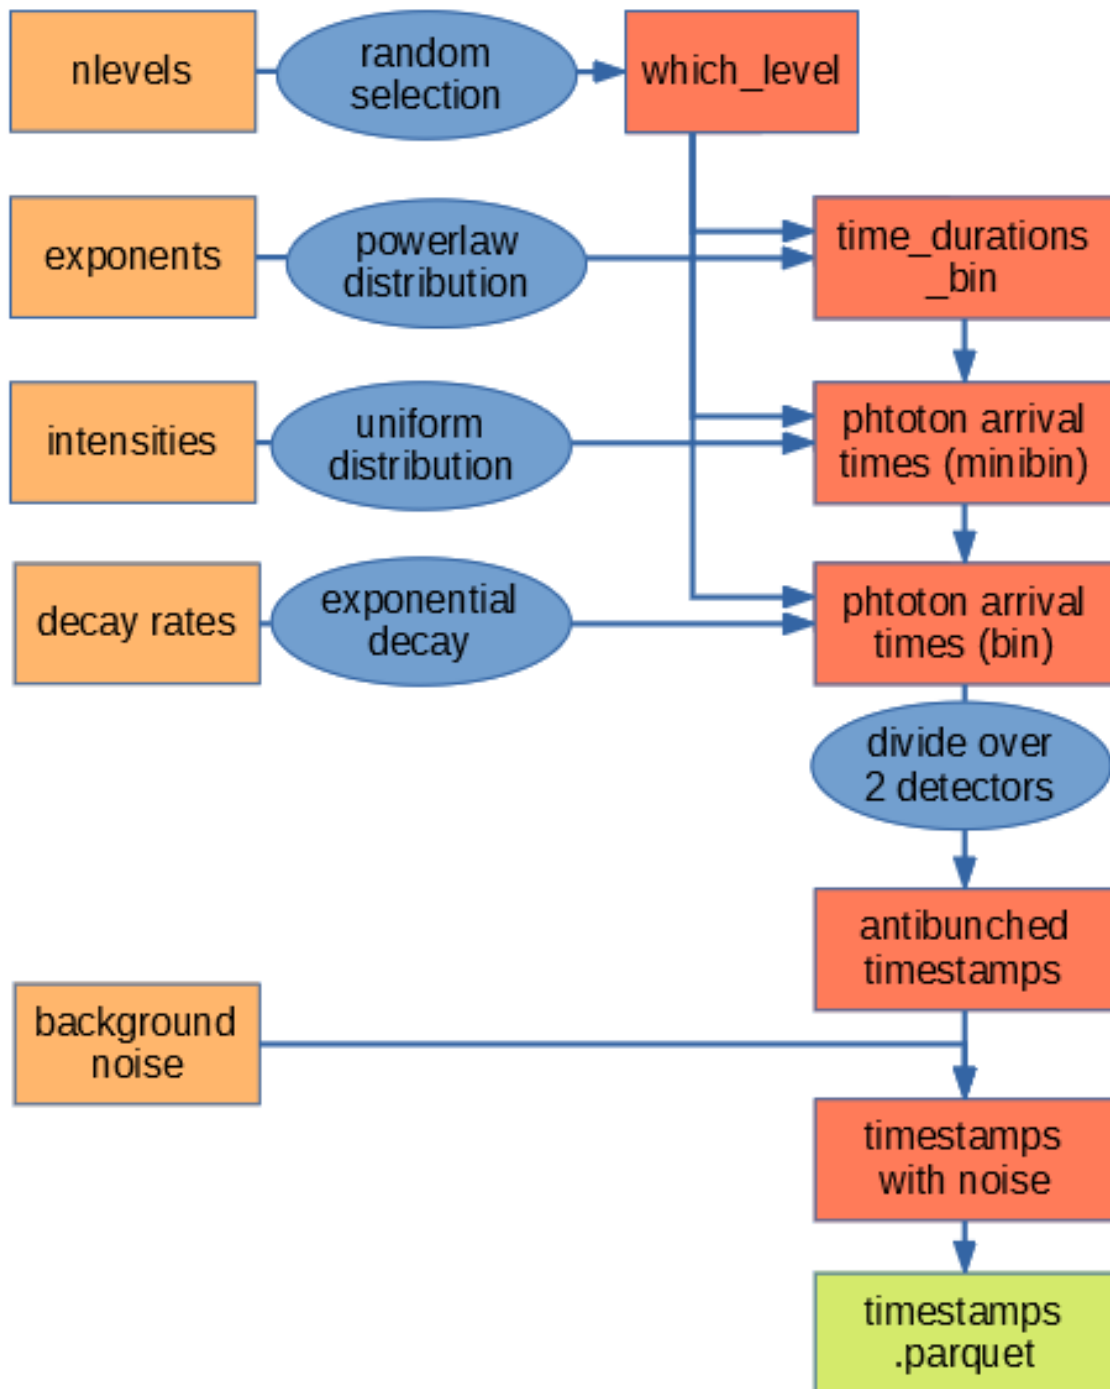 nlevels
random
selection
which_level
exponents
powerlaw
distribution
time_durations
_bin
intensities
uniform
distribution
phtoton arrival
times (minibin)
decay rates
exponential
decay
phtoton arrival
times (bin)
divide over
2 detectors
antibunched
timestamps
background
noise
timestamps
with noise
timestamps
.parquet